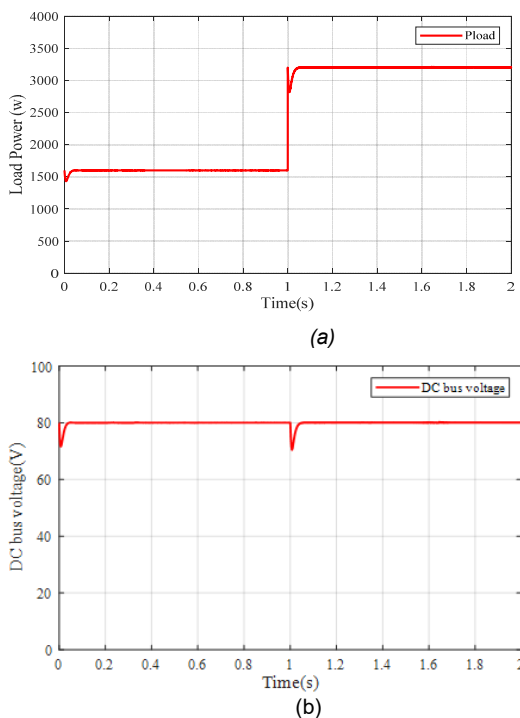 4000
Pload
3500
3000
2500
2000
1500
1000
500
0
Load Power (w)
0 0.2 0.4 0.6 0.8 1 1.2 1.4 1.6 1.8 2
Time(s)
(a)
100
DC bus voltage
80
60
40
20
0
DC bus voltage(V)
0 0.2 0.4 0.6 0.8 1 1.2 1.4 1.6 1.8 2
Time(s)
(b)